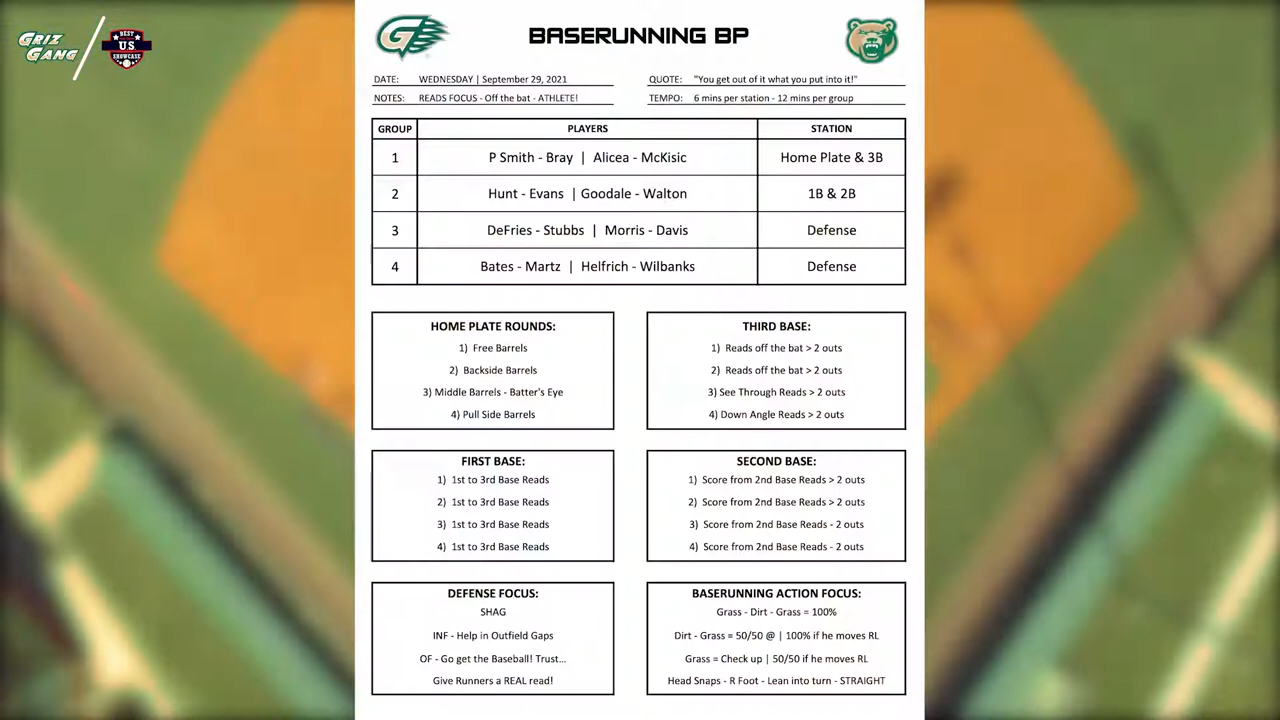 GRIZ
GANG
BEST
U.S.
SHOWCASE
G
BASERUNNING BP
DATE: WEDNESDAY | September 29, 2021
QUOTE: "You get out of it what you put into it!"
NOTES: READS FOCUS - Off the bat - ATHLETE!
TEMPO: 6 mins per station - 12 mins per group
GROUP PLAYERS STATION
1 P Smith - Bray | Alicea - McKisic Home Plate & 3B
2 Hunt - Evans | Goodale - Walton 1B & 2B
3 DeFries - Stubbs | Morris - Davis Defense
4 Bates - Martz | Helfrich - Wilbanks Defense
HOME PLATE ROUNDS:
1) Free Barrels
2) Backside Barrels
3) Middle Barrels - Batter's Eye
4) Pull Side Barrels
THIRD BASE:
1) Reads off the bat > 2 outs
2) Reads off the bat > 2 outs
3) See Through Reads > 2 outs
4) Down Angle Reads > 2 outs
FIRST BASE:
1) 1st to 3rd Base Reads
2) 1st to 3rd Base Reads
3) 1st to 3rd Base Reads
4) 1st to 3rd Base Reads
SECOND BASE:
1) Score from 2nd Base Reads > 2 outs
2) Score from 2nd Base Reads > 2 outs
3) Score from 2nd Base Reads - 2 outs
4) Score from 2nd Base Reads - 2 outs
DEFENSE FOCUS:
SHAG
INF - Help in Outfield Gaps
OF - Go get the Baseball! Trust...
Give Runners a REAL read!
BASERUNNING ACTION FOCUS:
Grass - Dirt - Grass = 100%
Dirt - Grass = 50/50 @ | 100% if he moves RL
Grass = Check up | 50/50 if he moves RL
Head Snaps - R Foot - Lean into turn - STRAIGHT